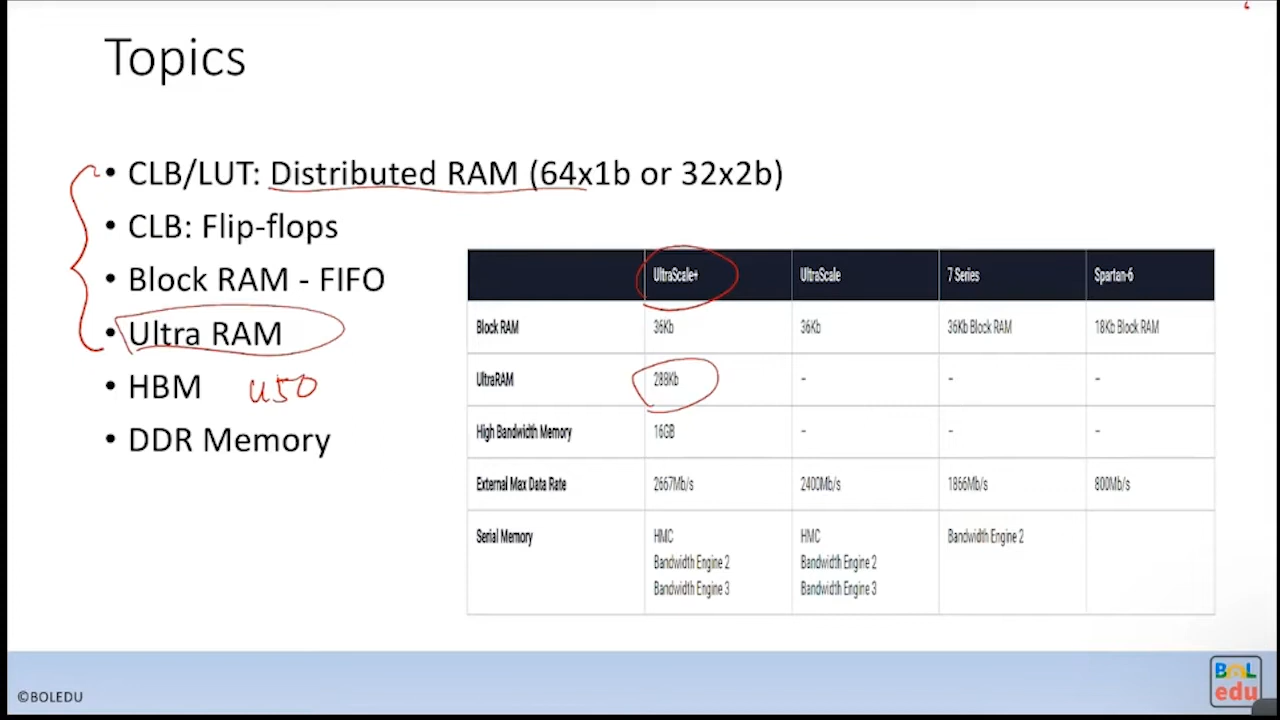 Topics
• CLB/LUT: Distributed RAM (64x1b or 32x2b)
• CLB: Flip-flops
• Block RAM - FIFO
• Ultra RAM
• HBM u50
• DDR Memory
UltraScale+ UltraScale 7 Series Spartan-6
Block RAM 36Kb 36Kb 36Kb Block RAM 18Kb Block RAM
UltraRAM 288Kb - - -
High Bandwidth Memory 16GB - - -
External Max Data Rate 2667Mb/s 2400Mb/s 1866Mb/s 800Mb/s
Serial Memory HMC HMC Bandwidth Engine 2
Bandwidth Engine 2 Bandwidth Engine 2
Bandwidth Engine 3 Bandwidth Engine 3
©BOLEDU
BOL
edu